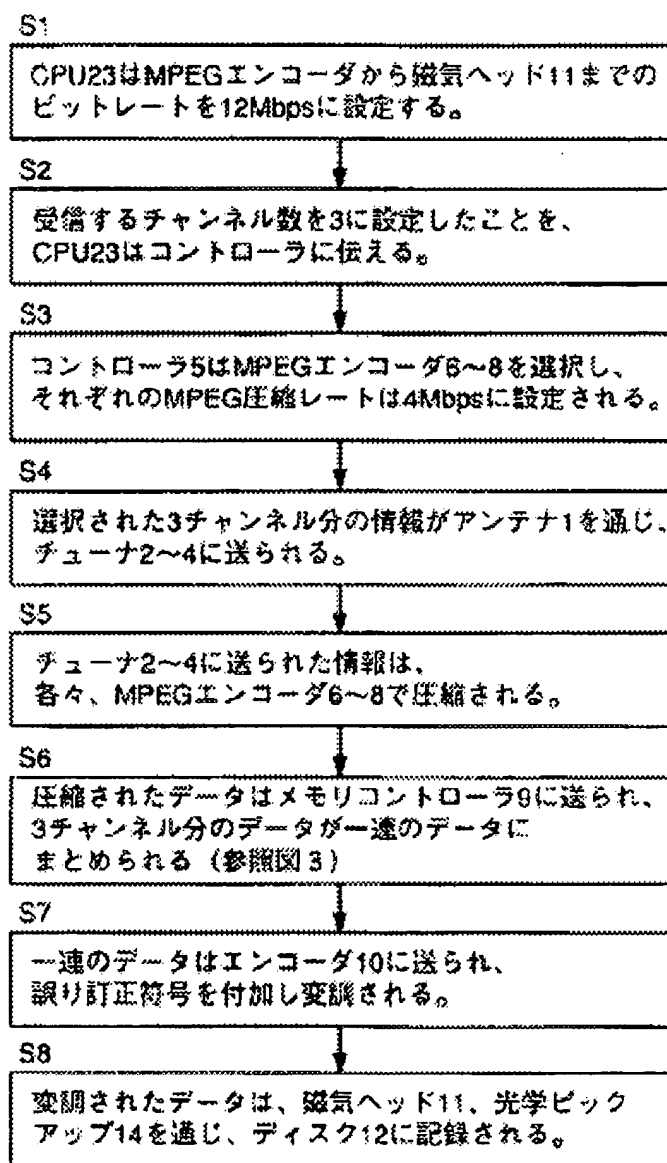 S1
CPU23はMPEGエンコーダから磁気ヘッド11までの
ビットレートを12Mbpsに設定する。
S2
受信するチャンネル数を3に設定したことを、
CPU23はコントローラに伝える。
S3
コントローラ5はMPEGエンコーダ6〜8を選択し、
それぞれのMPEG圧縮レートは4Mbpsに設定される。
S4
選択された3チャンネル分の情報がアンテナ1を通じ、
チューナ2〜4に送られる。
S5
チューナ2〜4に送られた情報は、
各々、MPEGエンコーダ6〜8で圧縮される。
S6
圧縮されたデータはメモリコントローラ9に送られ、
3チャンネル分のデータが一連のデータに
まとめられる（参照図3）
S7
一連のデータはエンコーダ10に送られ、
誤り訂正符号を付加し変調される。
S8
変調されたデータは、磁気ヘッド11、光学ピック
アップ14を通じ、ディスク12に記録される。